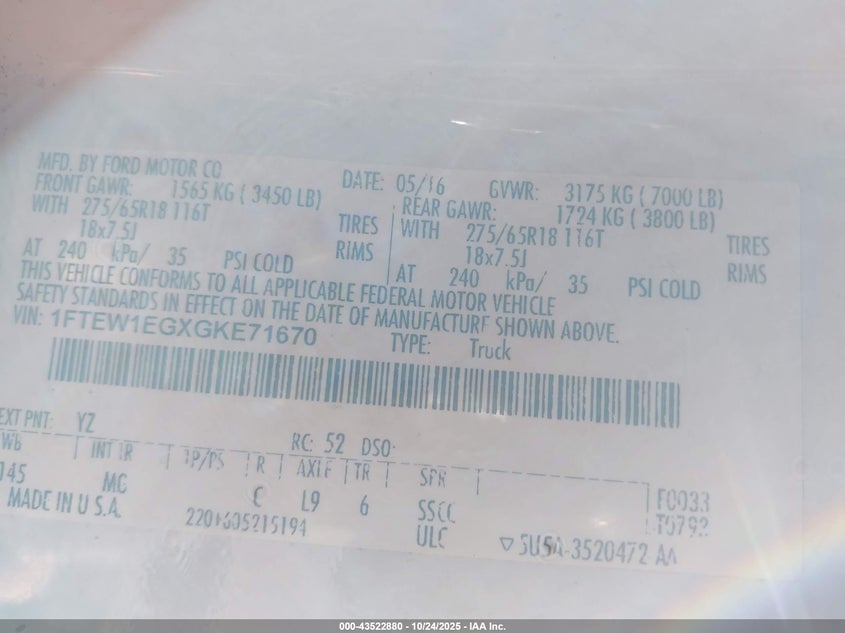 MFD. BY FORD MOTOR CO
DATE: 05/16 GVWR: 3175 KG ( 7000 LB)
FRONT GAWR: 1565 KG ( 3450 LB)
REAR GAWR: 1724 KG ( 3800 LB)
WITH 275/65R18 116T TIRES
WITH 275/65R18 116T TIRES
18x7.5J RIMS
18x7.5J RIMS
AT 240 kPa/ 35 PSI COLD
AT 240 kPa/ 35 PSI COLD
THIS VEHICLE CONFORMS TO ALL APPLICABLE FEDERAL MOTOR VEHICLE
SAFETY STANDARDS IN EFFECT ON THE DATE OF MANUFACTURE SHOWN ABOVE.
VIN: 1FTEW1EGXGKE71670
TYPE: Truck
EXT PNT: YZ RC: 52 DSO:
WB INT TR TP/PS R AXLE TR SPR
145 MC C L9 6 SSCC F0033
T0792
MADE IN U.S.A. ULC
▽ 5U5A-3520472 AA
000-43522880 - 10/24/2025 - IAA Inc.